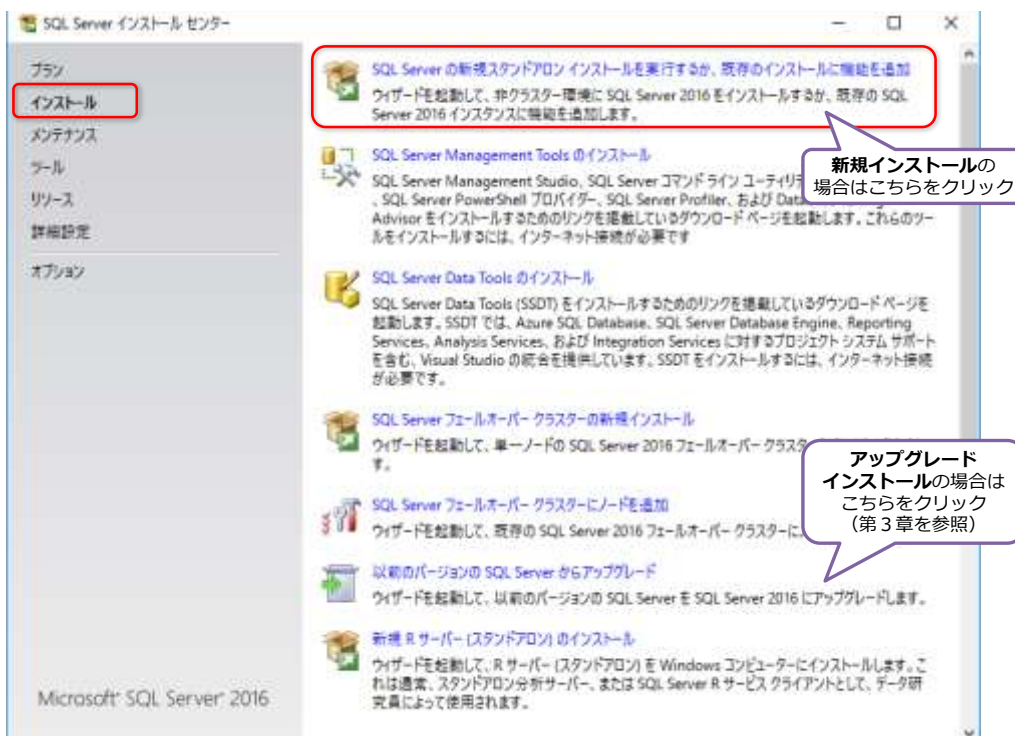 SQL Server インストール センター
プラン
インストール
メンテナンス
ツール
リソース
詳細設定
オプション
Microsoft® SQL Server® 2016
SQL Server の新規スタンドアロン インストールを実行するか、既存のインストールに機能を追加
ウィザードを起動して、非クラスター環境に SQL Server 2016 をインストールするか、既存の SQL
Server 2016 インスタンスに機能を追加します。
新規インストールの
場合はこちらをクリック
SQL Server Management Tools のインストール
SQL Server Management Studio、SQL Server コマンド ライン ユーティリテ
、SQL Server PowerShell プロバイダー、SQL Server Profiler、および Dat
Advisor をインストールするためのリンクを掲載しているダウンロード ページを起動します。これらのツー
ルをインストールするには、インターネット接続が必要です
SQL Server Data Tools のインストール
SQL Server Data Tools (SSDT) をインストールするためのリンクを掲載しているダウンロード ページを
起動します。SSDT では、Azure SQL Database、SQL Server Database Engine、Reporting
Services、Analysis Services、および Integration Services に対するプロジェクト システム サポート
を含む、Visual Studio の統合を提供しています。SSDT をインストールするには、インターネット接続
が必要です。
SQL Server フェールオーバー クラスターの新規インストール
ウィザードを起動して、単一ノードの SQL Server 2016 フェールオーバー クラスタ
す。
アップグレード
インストールの場合は
こちらをクリック
（第３章を参照）
SQL Server フェールオーバー クラスターにノードを追加
ウィザードを起動して、既存の SQL Server 2016 フェールオーバー クラスターに
以前のバージョンの SQL Server からアップグレード
ウィザードを起動して、以前のバージョンの SQL Server を SQL Server 2016 にアップグレードします。
新規 R サーバー (スタンドアロン) のインストール
ウィザードを起動して、R サーバー (スタンドアロン) を Windows コンピューターにインストールします。こ
れは通常、スタンドアロン分析サーバー、または SQL Server R サービス クライアントとして、データ研
究員によって使用されます。